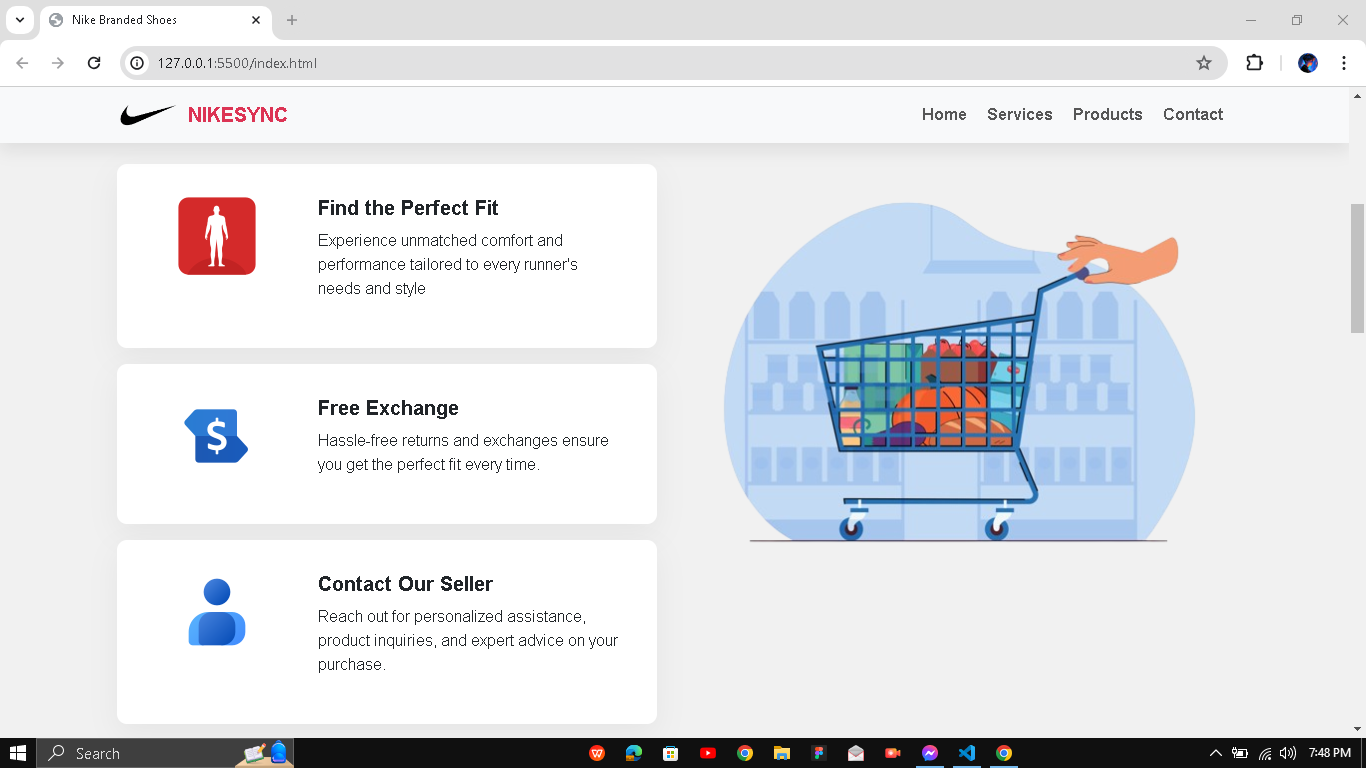 Nike Branded Shoes
127.0.0.1:5500/index.html
NIKESYNC
Home Services Products Contact
Find the Perfect Fit
Experience unmatched comfort and
performance tailored to every runner's
needs and style
$
Free Exchange
Hassle-free returns and exchanges ensure
you get the perfect fit every time.
Contact Our Seller
Reach out for personalized assistance,
product inquiries, and expert advice on your
purchase.
Search
7:48 PM